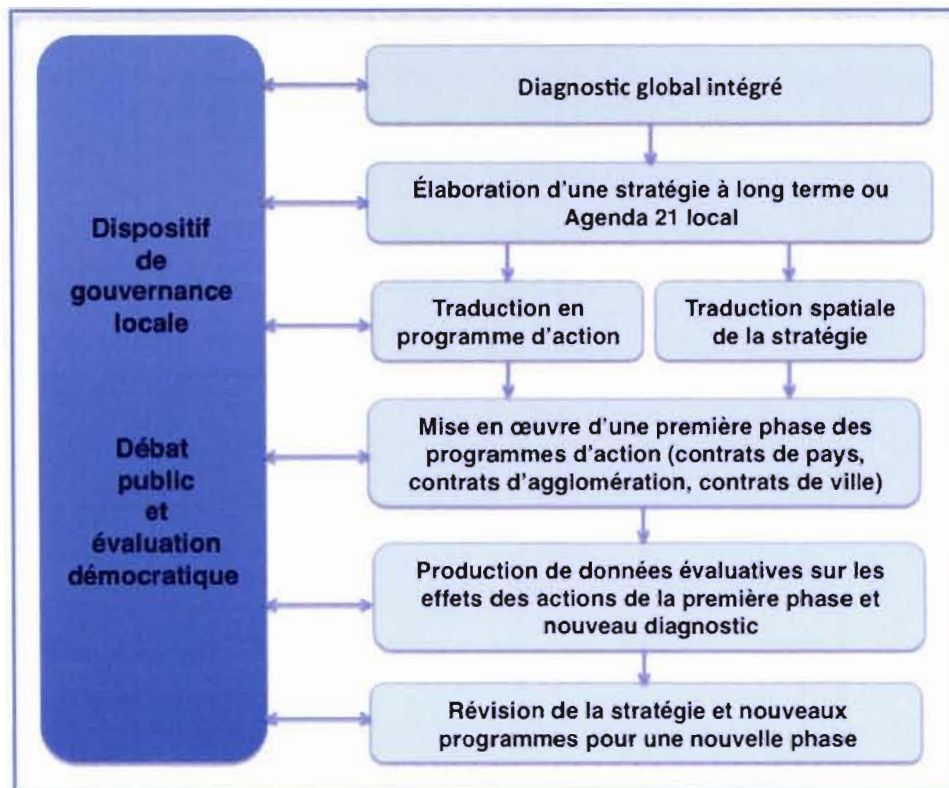 Dispositif
de
gouvernance
locale
Débat
public
et
évaluation
démocratique
Diagnostic global intégré
Élaboration d'une stratégie à long terme ou
Agenda 21 local
Traduction en
programme d'action
Traduction spatiale
de la stratégie
Mise en œuvre d'une première phase des
programmes d'action (contrats de pays,
contrats d'agglomération, contrats de ville)
Production de données évaluatives sur les
effets des actions de la première phase et
nouveau diagnostic
Révision de la stratégie et nouveaux
programmes pour une nouvelle phase